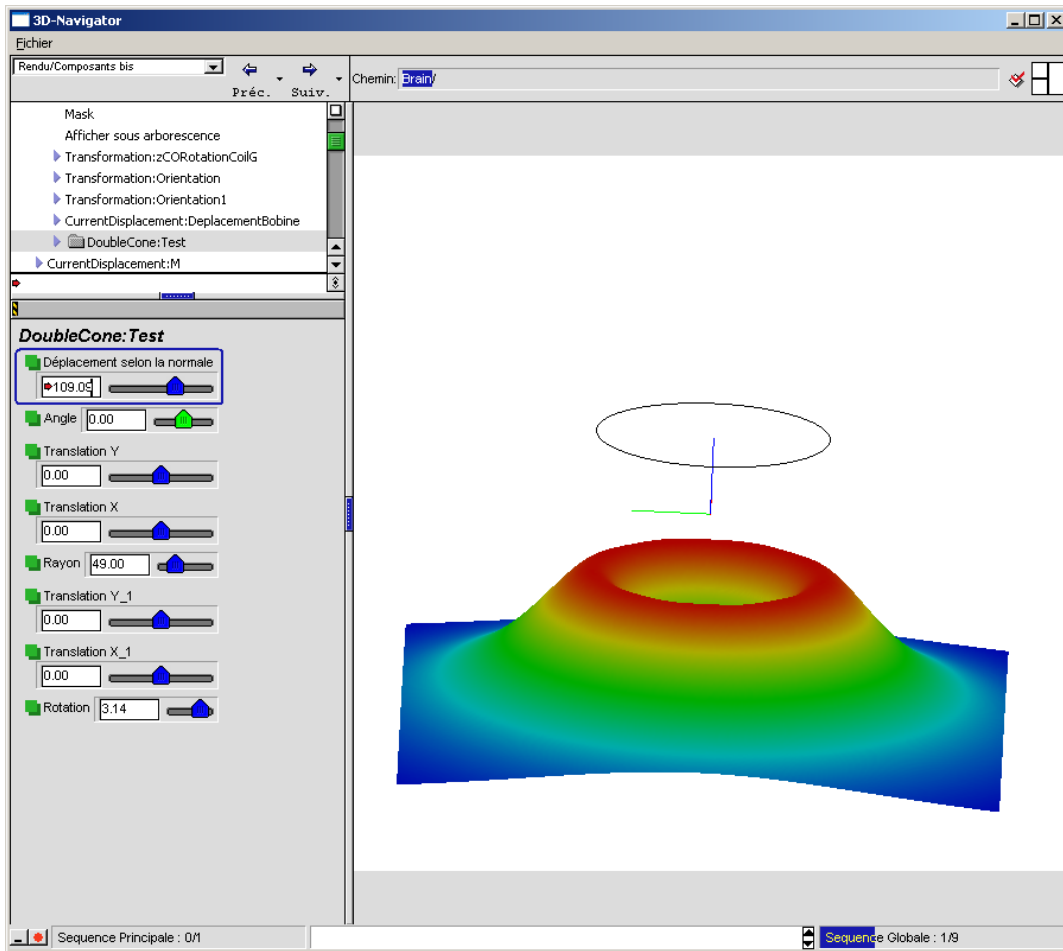 3D-Navigator
Fichier
Rendu/Composants bis
Préc. Suiv.
Chemin: Brain/
Mask
Afficher sous arborescence
Transformation:zCORotationCoilG
Transformation:Orientation
Transformation:Orientation1
CurrentDisplacement:DeplacementBobine
DoubleCone:Test
CurrentDisplacement:M
DoubleCone:Test
Déplacement selon la normale
109.09
Angle 0.00
Translation Y
0.00
Translation X
0.00
Rayon 49.00
Translation Y_1
0.00
Translation X_1
0.00
Rotation 3.14
Sequence Principale : 0/1
Sequence Globale : 1/9